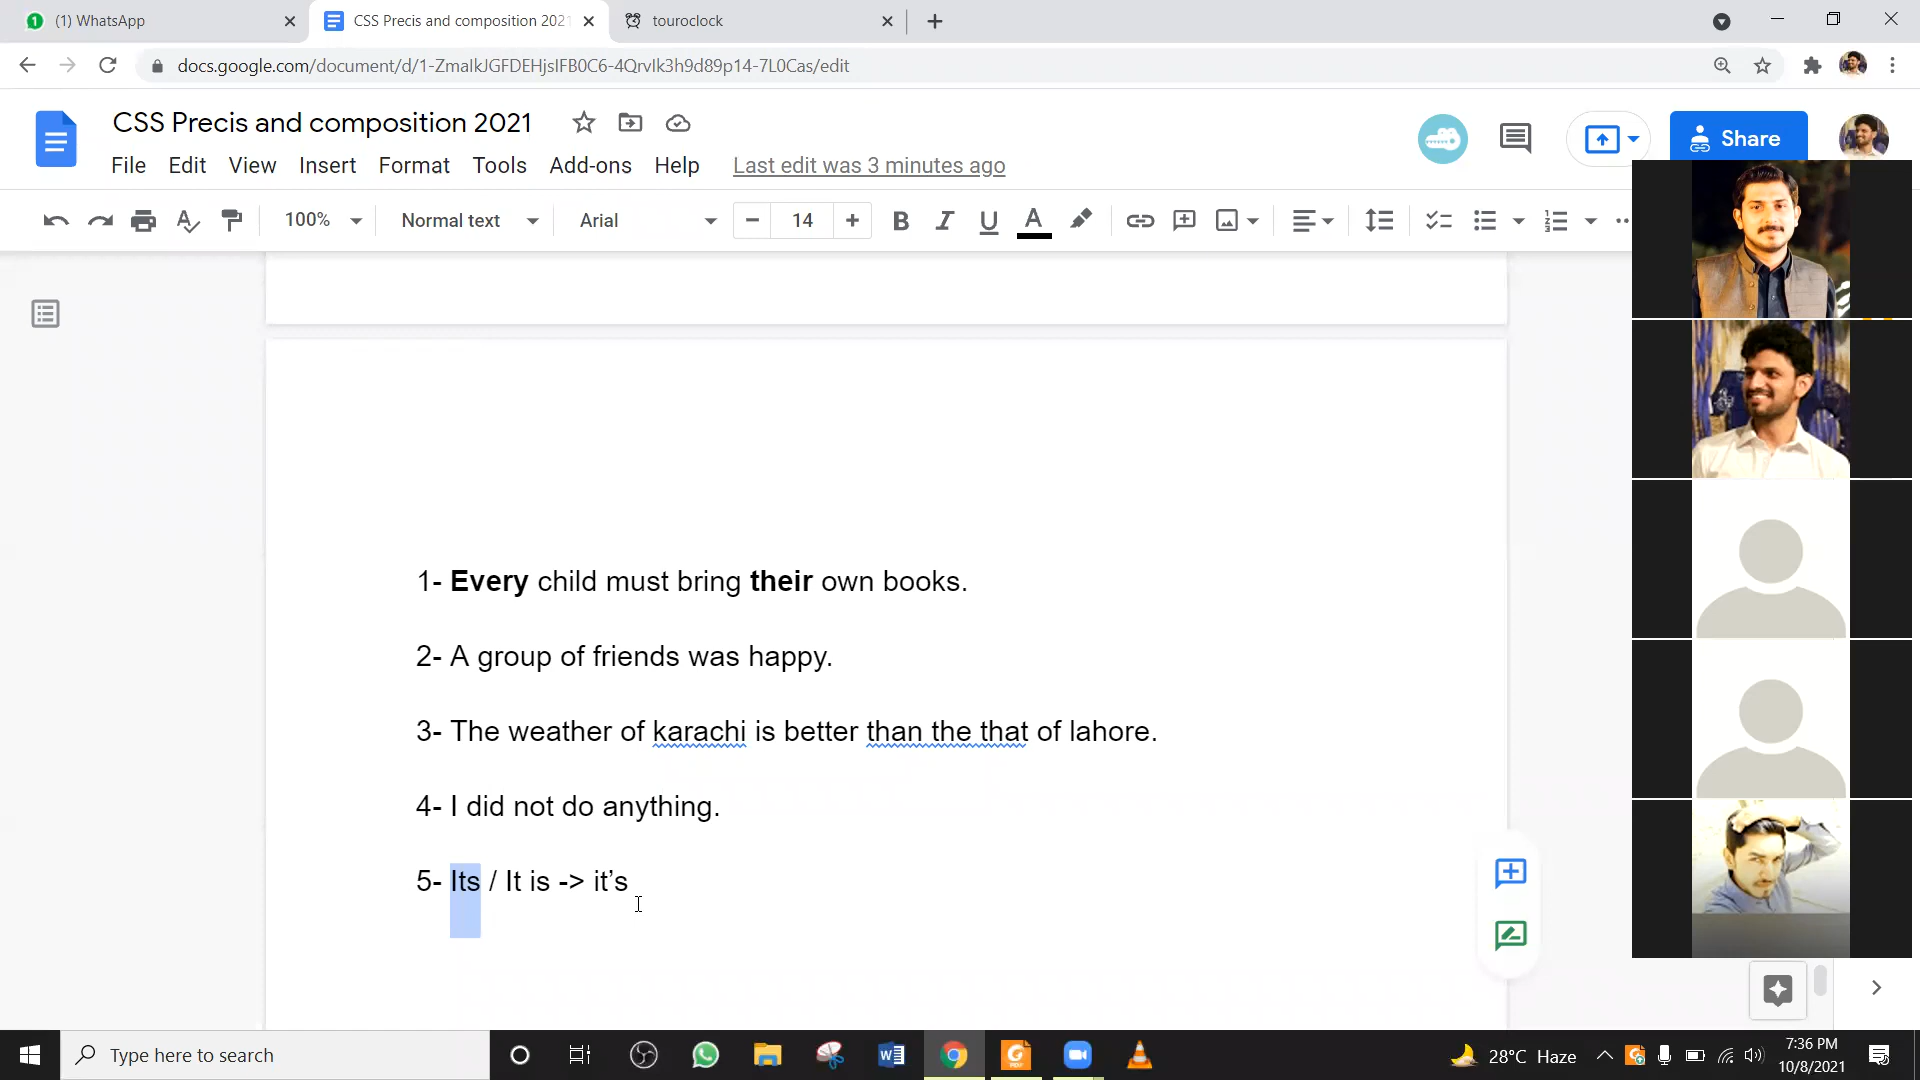 1 (1) WhatsApp
CSS Precis and composition 2021
touroclock
docs.google.com/document/d/1-ZmalkJGFDEHjsIFB0C6-4QrvIk3h9d89p14-7L0Cas/edit
CSS Precis and composition 2021
Share
File Edit View Insert Format Tools Add-ons Help Last edit was 3 minutes ago
100% Normal text Arial 14 B I U A
1- Every child must bring their own books.
2- A group of friends was happy.
3- The weather of karachi is better than the that of lahore.
4- I did not do anything.
5- Its / It is -> it's
Type here to search
28°C Haze
7:36 PM
10/8/2021